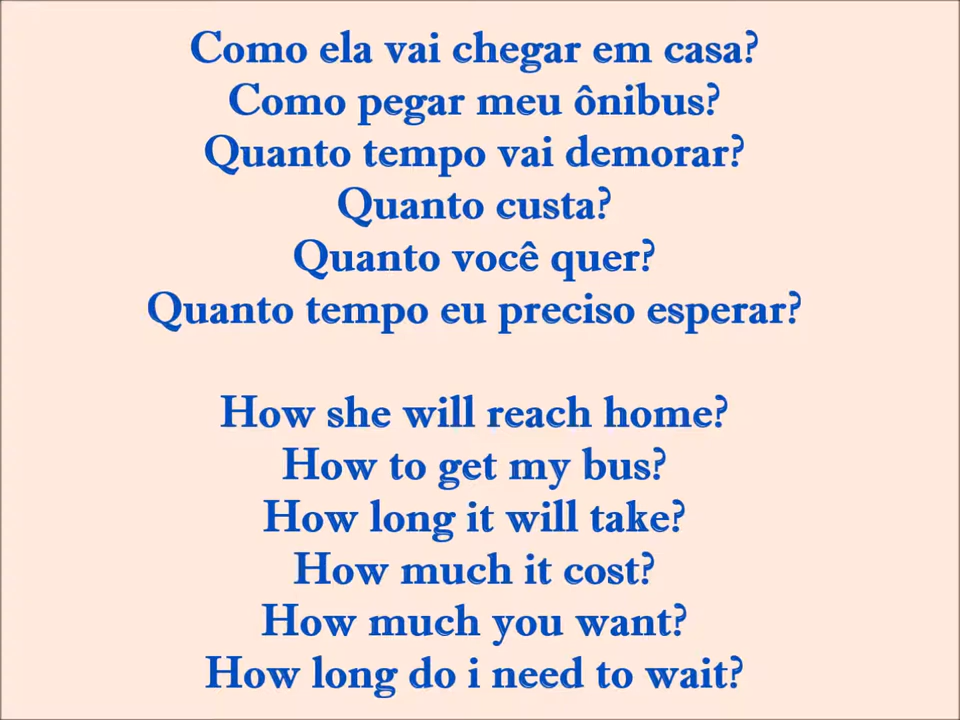 Como ela vai chegar em casa?
Como pegar meu ônibus?
Quanto tempo vai demorar?
Quanto custa?
Quanto você quer?
Quanto tempo eu preciso esperar?
How she will reach home?
How to get my bus?
How long it will take?
How much it cost?
How much you want?
How long do i need to wait?